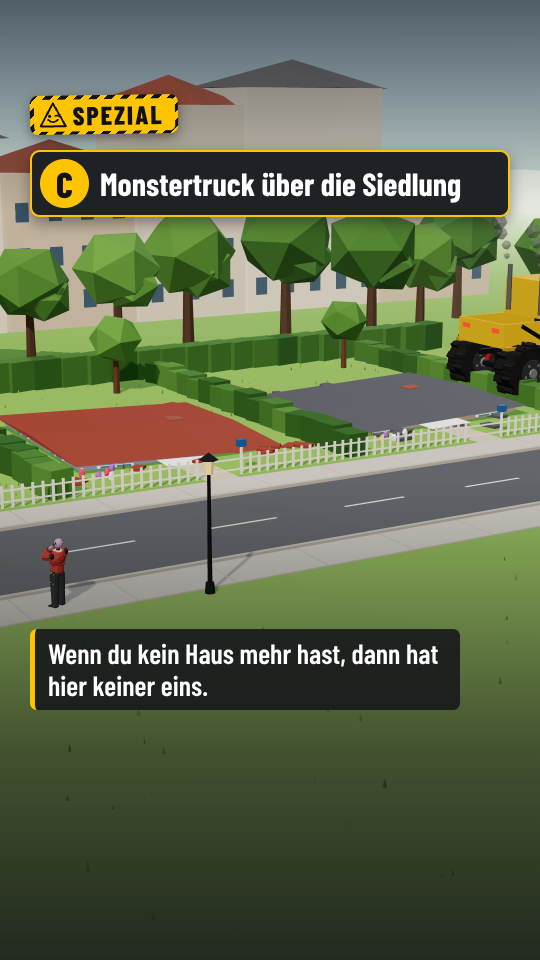 SPEZIAL
C Monstertruck über die Siedlung
Wenn du kein Haus mehr hast, dann hat
hier keiner eins.